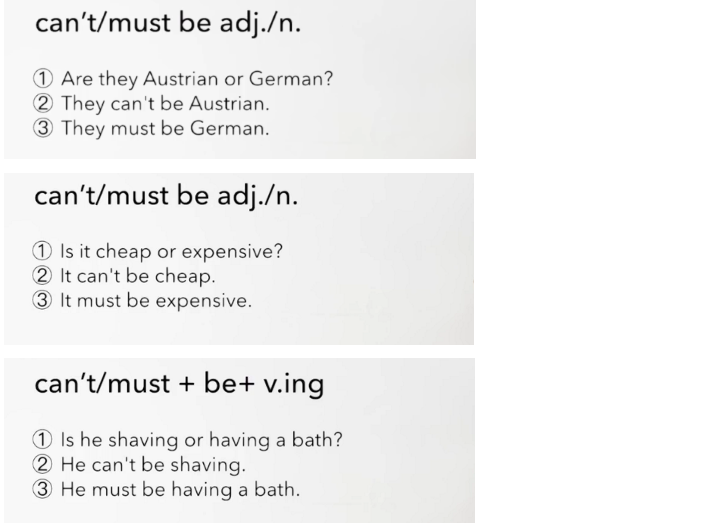 can't/must be adj./n.
① Are they Austrian or German?
② They can't be Austrian.
③ They must be German.
can't/must be adj./n.
① Is it cheap or expensive?
② It can't be cheap.
③ It must be expensive.
can't/must + be+ v.ing
① Is he shaving or having a bath?
② He can't be shaving.
③ He must be having a bath.